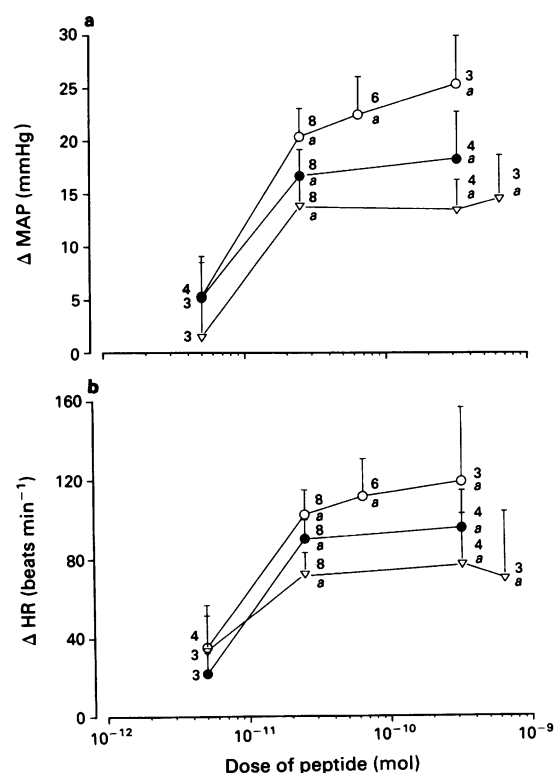 a
30
25
20
15
10
5
0
Δ MAP (mmHg)
8
a
6
a
3
a
8
a
4
a
8
a
4
a
3
a
4
3
3
b
160
120
80
40
0
Δ HR (beats min⁻¹)
8
a
6
a
3
a
8
a
4
a
8
a
4
a
3
a
4
3
3
10⁻¹² 10⁻¹¹ 10⁻¹⁰ 10⁻⁹
Dose of peptide (mol)